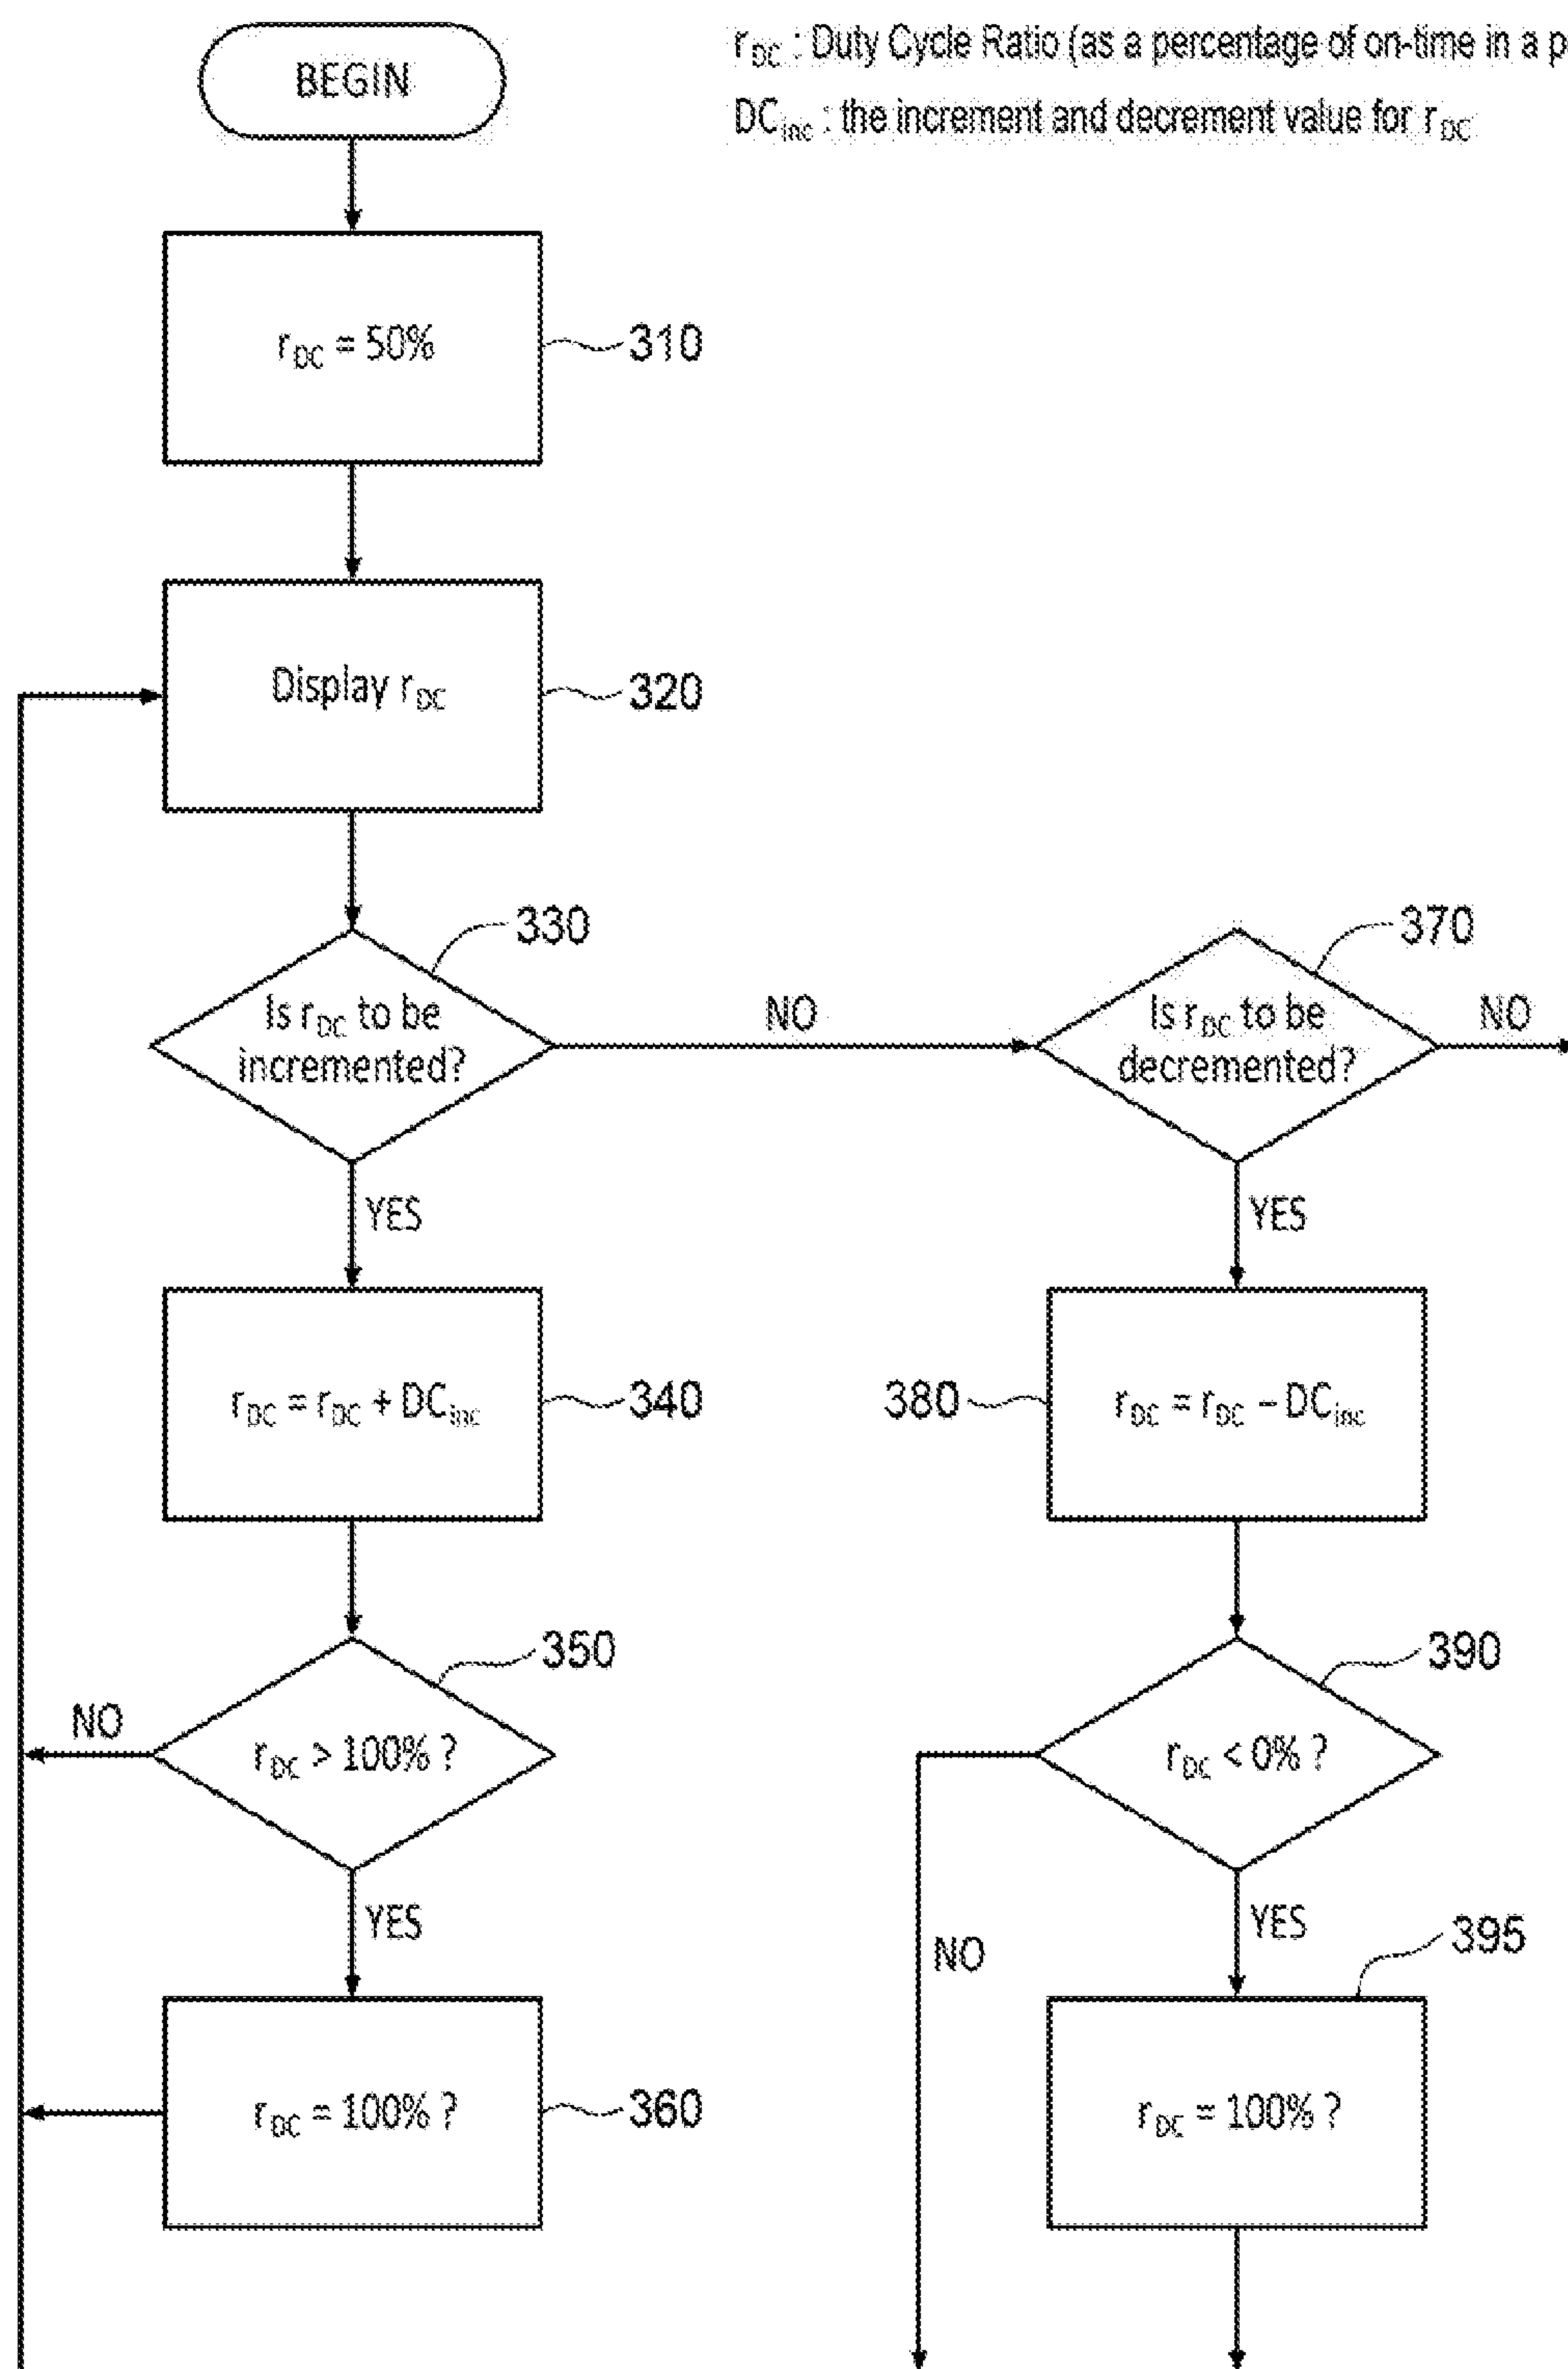 r_DC : Duty Cycle Ratio (as a percentage of on-time in a p
DC_inc : the increment and decrement value for r_DC
BEGIN
r_DC = 50%
310
Display r_DC
320
330
Is r_DC to be
incremented?
NO
370
Is r_DC to be
decremented?
NO
YES
YES
r_DC = r_DC + DC_inc
340
380
r_DC = r_DC – DC_inc
350
r_DC > 100% ?
NO
390
r_DC < 0% ?
YES
NO
YES
395
r_DC = 100% ?
360
r_DC = 100% ?